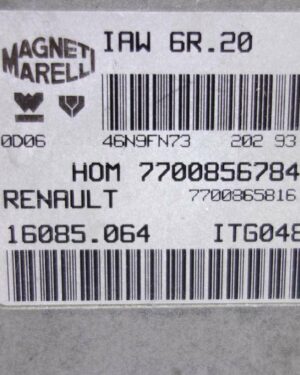 MAGNETI MARELLI
IAW 6R.20
0D06 46N9FN73 202 93
HOM 7700856784
RENAULT 7700865816
16085.064 ITG048